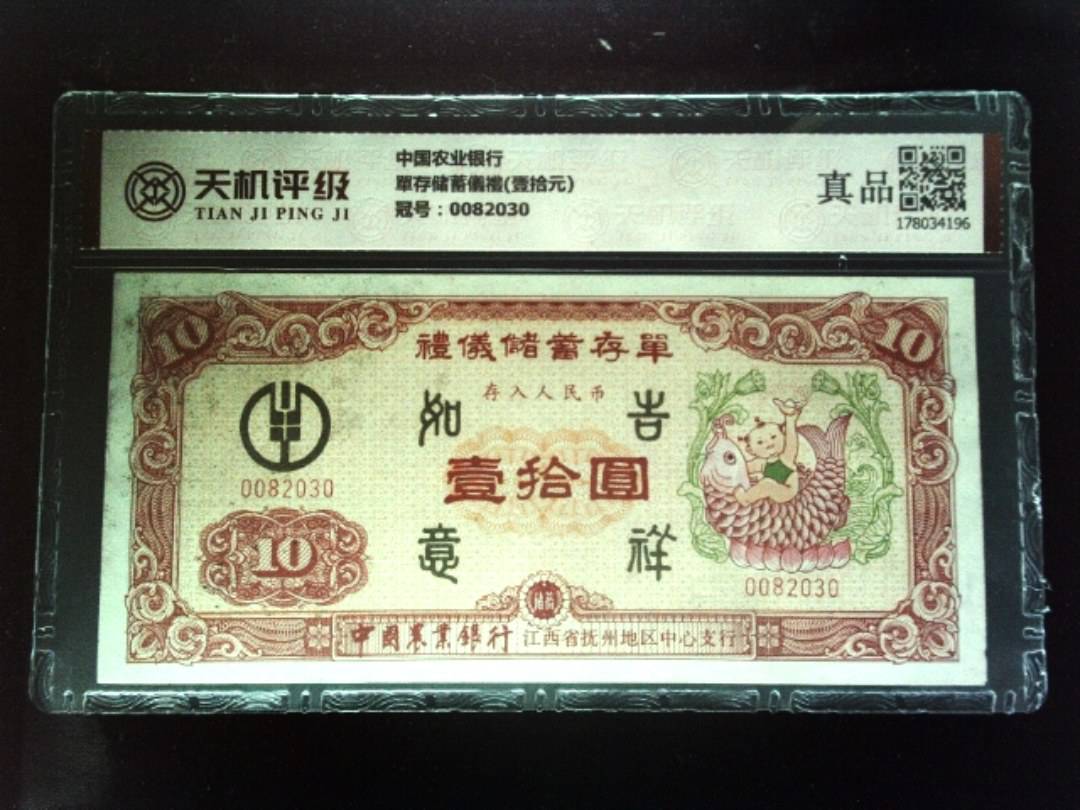 天机评级
TIAN JI PING JI
中国农业银行
單存储蓄儀禮(壹拾元)
冠号：0082030
真品
178034196
10
10
禮儀儲蓄存單
存入人民币
如 吉
壹拾圓
意 祥
0082030
10
0082030
儲蓄
中國農業銀行 江西省抚州地区中心支行